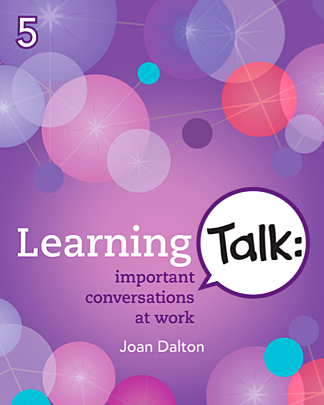 5
Learning Talk:
important
conversations
at work
Joan Dalton